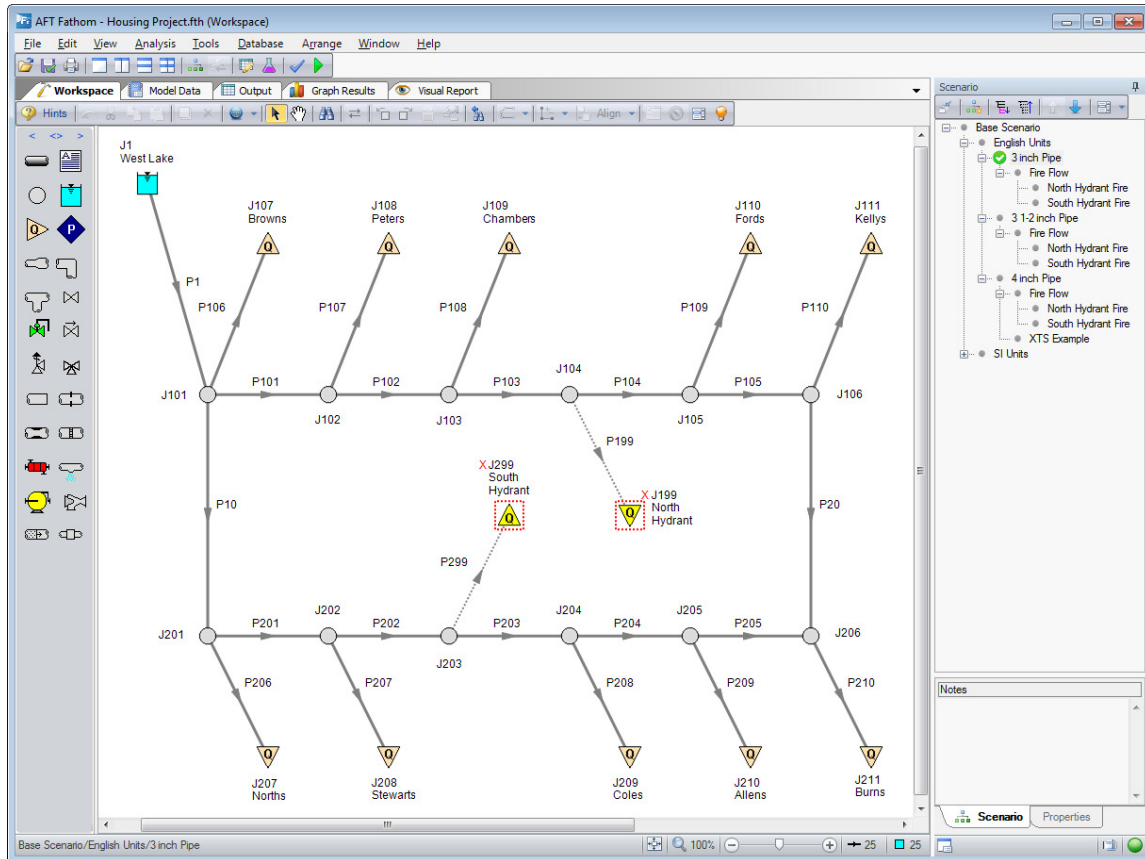 AFT Fathom - Housing Project.fth (Workspace)
File Edit View Analysis Tools Database Arrange Window Help
Workspace Model Data Output Graph Results Visual Report
Hints Align
< <> >
Scenario
Base Scenario
English Units
3 inch Pipe
Fire Flow
North Hydrant Fire
South Hydrant Fire
3 1-2 inch Pipe
Fire Flow
North Hydrant Fire
South Hydrant Fire
4 inch Pipe
Fire Flow
North Hydrant Fire
South Hydrant Fire
XTS Example
SI Units
J1
West Lake
J107
Browns
J108
Peters
J109
Chambers
J110
Fords
J111
Kellys
Q Q Q Q Q
Q P
P1
P106 P107 P108 P109 P110
J104
J101 P101 P102 P103 P104 P105 J106
J102 J103 J105
P199
X J299
South
Hydrant
X J199
North
Hydrant
Q Q
P10 P20
P299
J202 J204 J205
J201 P201 P202 P203 P204 P205 J206
J203
P206 P207 P208 P209 P210
Q Q Q Q Q
J207
Norths
J208
Stewarts
J209
Coles
J210
Allens
J211
Burns
Notes
Scenario Properties
Base Scenario/English Units/3 inch Pipe 100% 25 25